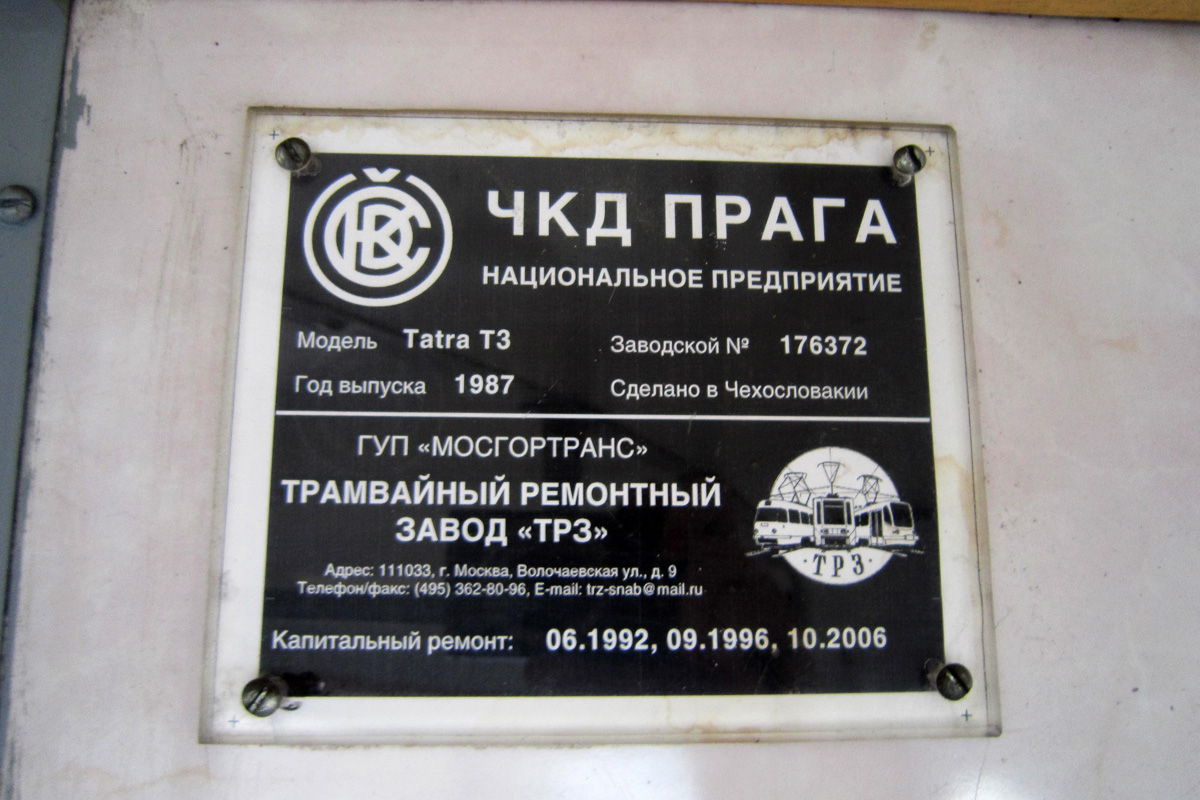 ČKD
ЧКД ПРАГА
НАЦИОНАЛЬНОЕ ПРЕДПРИЯТИЕ
Модель Tatra T3 Заводской № 176372
Год выпуска 1987 Сделано в Чехословакии
ГУП «МОСГОРТРАНС»
ТРАМВАЙНЫЙ РЕМОНТНЫЙ
ЗАВОД «ТРЗ»
Адрес: 111033, г. Москва, Волочаевская ул., д. 9
Телефон/факс: (495) 362-80-96, E-mail: trz-snab@mail.ru
·ТРЗ·
Капитальный ремонт: 06.1992, 09.1996, 10.2006